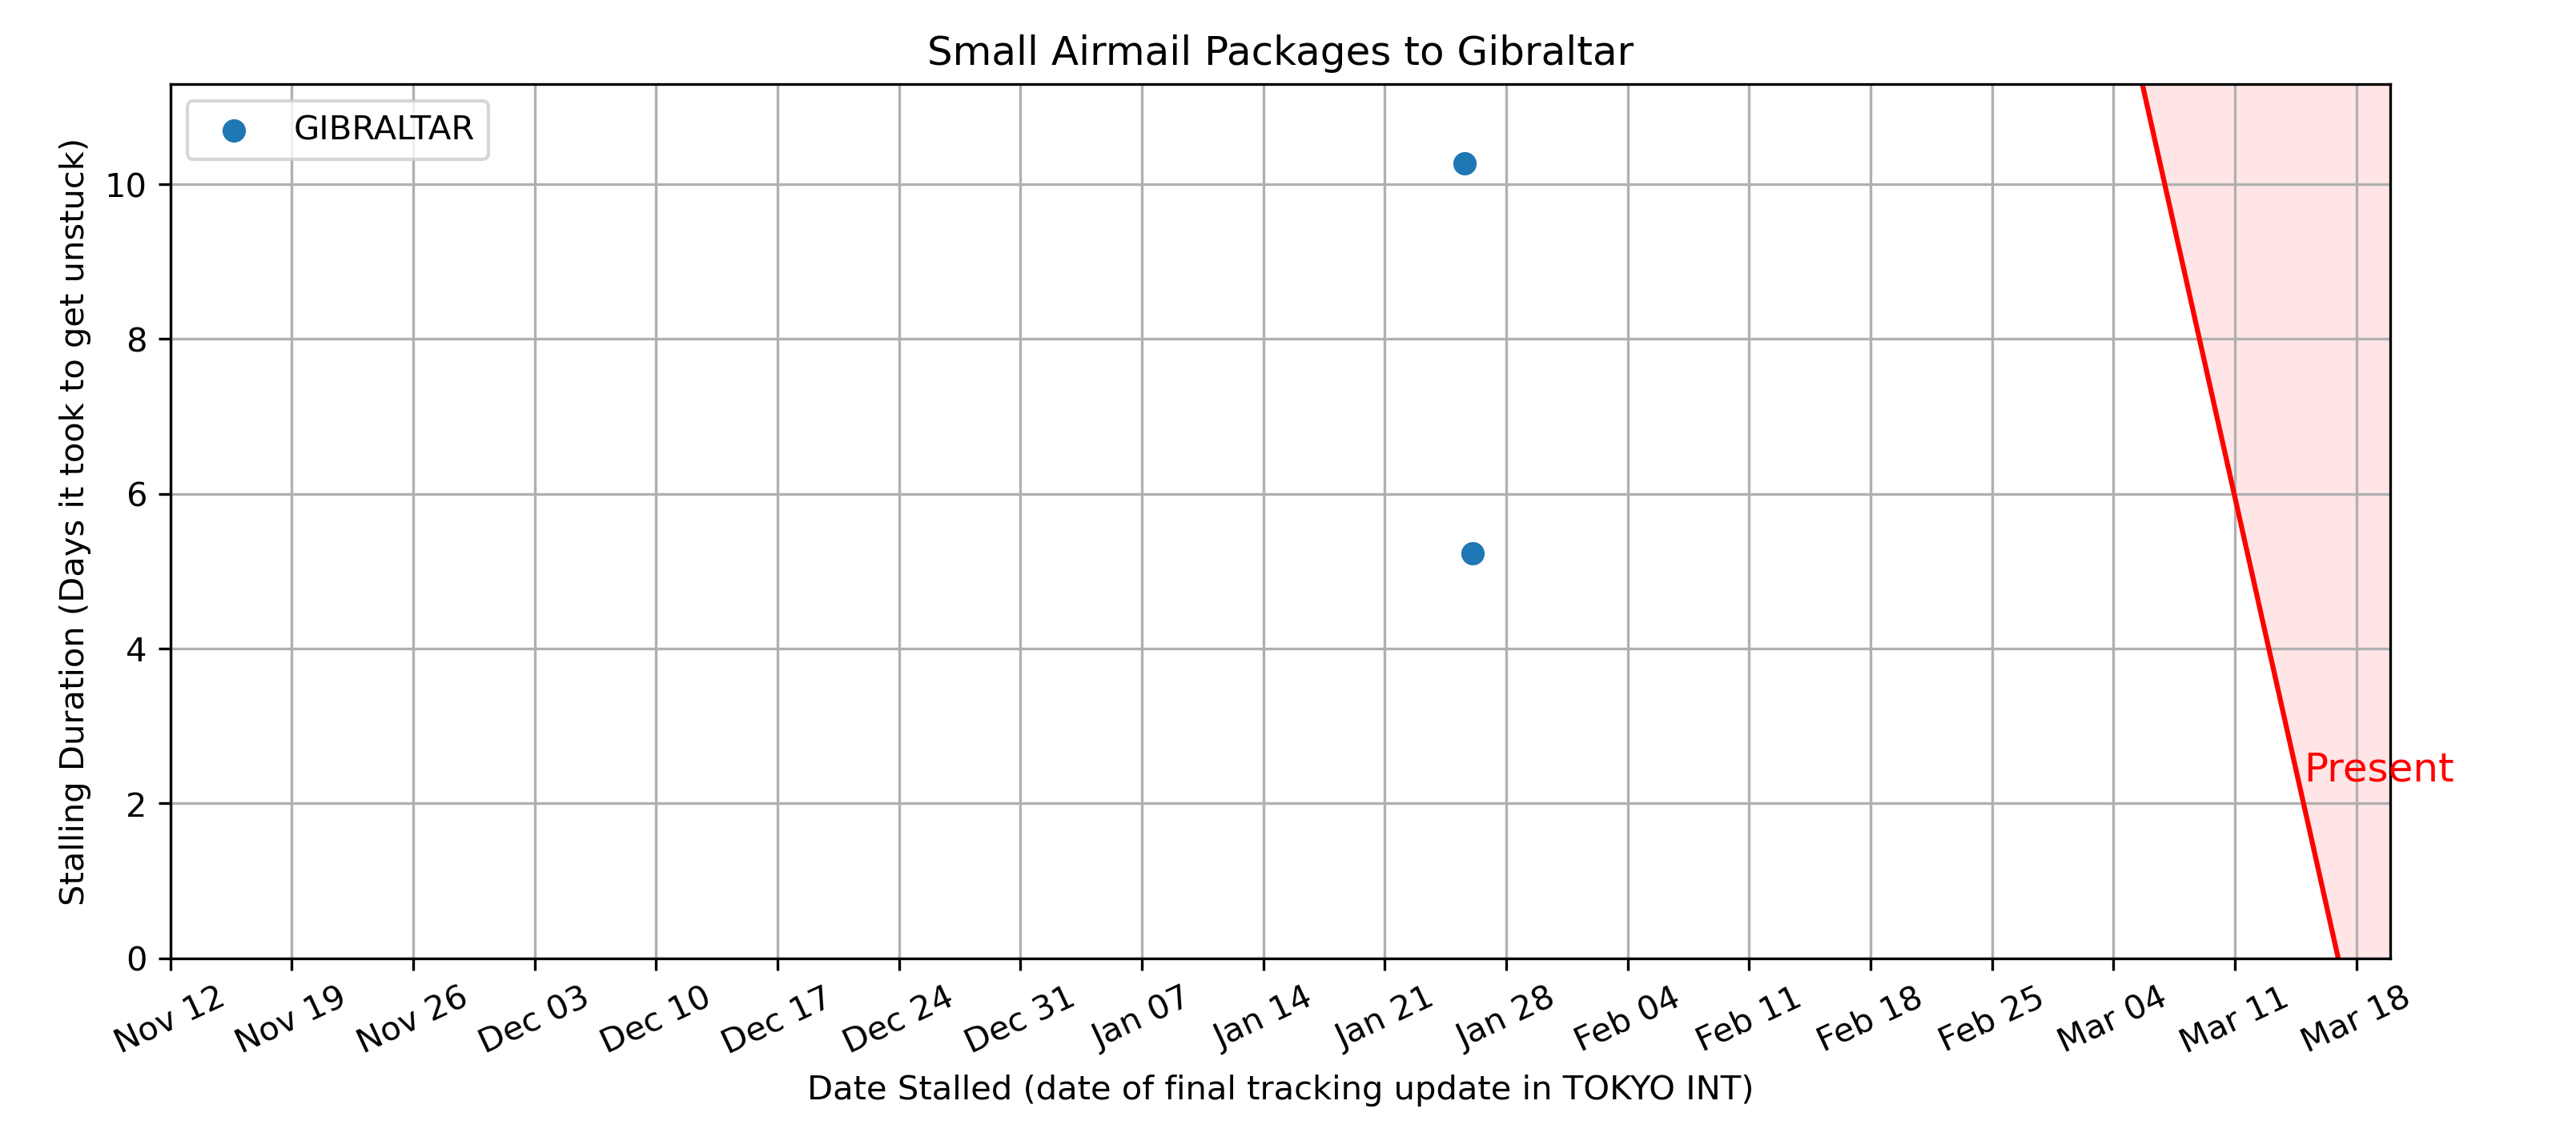 Small Airmail Packages to Gibraltar
GIBRALTAR
Stalling Duration (Days it took to get unstuck)
10
8
6
4
2
0
Present
Nov 12 Nov 19 Nov 26 Dec 03 Dec 10 Dec 17 Dec 24 Dec 31 Jan 07 Jan 14 Jan 21 Jan 28 Feb 04 Feb 11 Feb 18 Feb 25 Mar 04 Mar 11 Mar 18
Date Stalled (date of final tracking update in TOKYO INT)